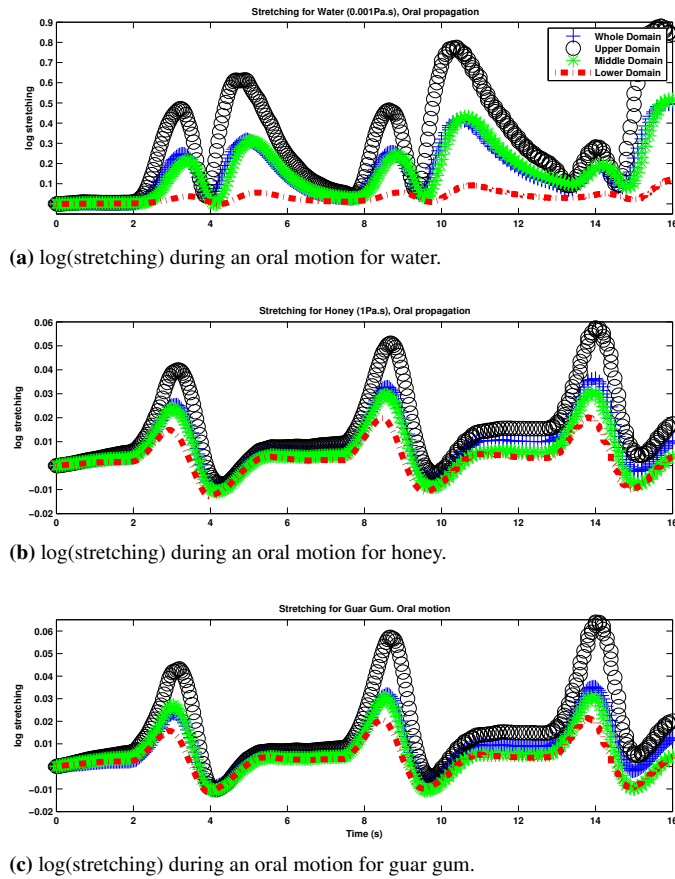 Stretching for Water (0.001Pa.s), Oral propagation
0.9
0.8
0.7
0.6
0.5
0.4
0.3
0.2
0.1
log stretching
Whole Domain
Upper Domain
Middle Domain
Lower Domain
0 2 4 6 8 10 12 14 16
(a) log(stretching) during an oral motion for water.
Stretching for Honey (1Pa.s), Oral propagation
0.06
0.05
0.04
0.03
0.02
0.01
−0.01
−0.02
log stretching
0 2 4 6 8 10 12 14 16
(b) log(stretching) during an oral motion for honey.
Stretching for Guar Gum. Oral motion
0.06
0.05
0.04
0.03
0.02
0.01
−0.01
−0.02
log stretching
0 2 4 6 8 10 12 14 16
Time (s)
(c) log(stretching) during an oral motion for guar gum.